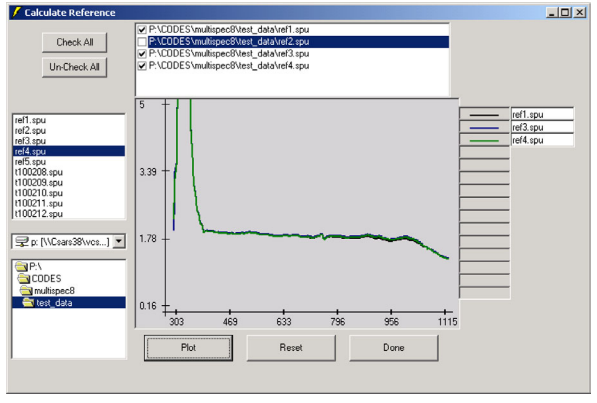 Calculate Reference
Check All
Un-Check All
P:\CODES\multispec8\test_data\ref1.spu
P:\CODES\multispec8\test_data\ref2.spu
P:\CODES\multispec8\test_data\ref3.spu
P:\CODES\multispec8\test_data\ref4.spu
ref1.spu
ref2.spu
ref3.spu
ref4.spu
ref5.spu
t100208.spu
t100209.spu
t100210.spu
t100211.spu
t100212.spu
p: [\\Csars38\vcs...]
P:\
CODES
multispec8
test_data
5
3.39
1.78
0.16
303 469 633 796 956 1115
ref1.spu
ref3.spu
ref4.spu
Plot
Reset
Done